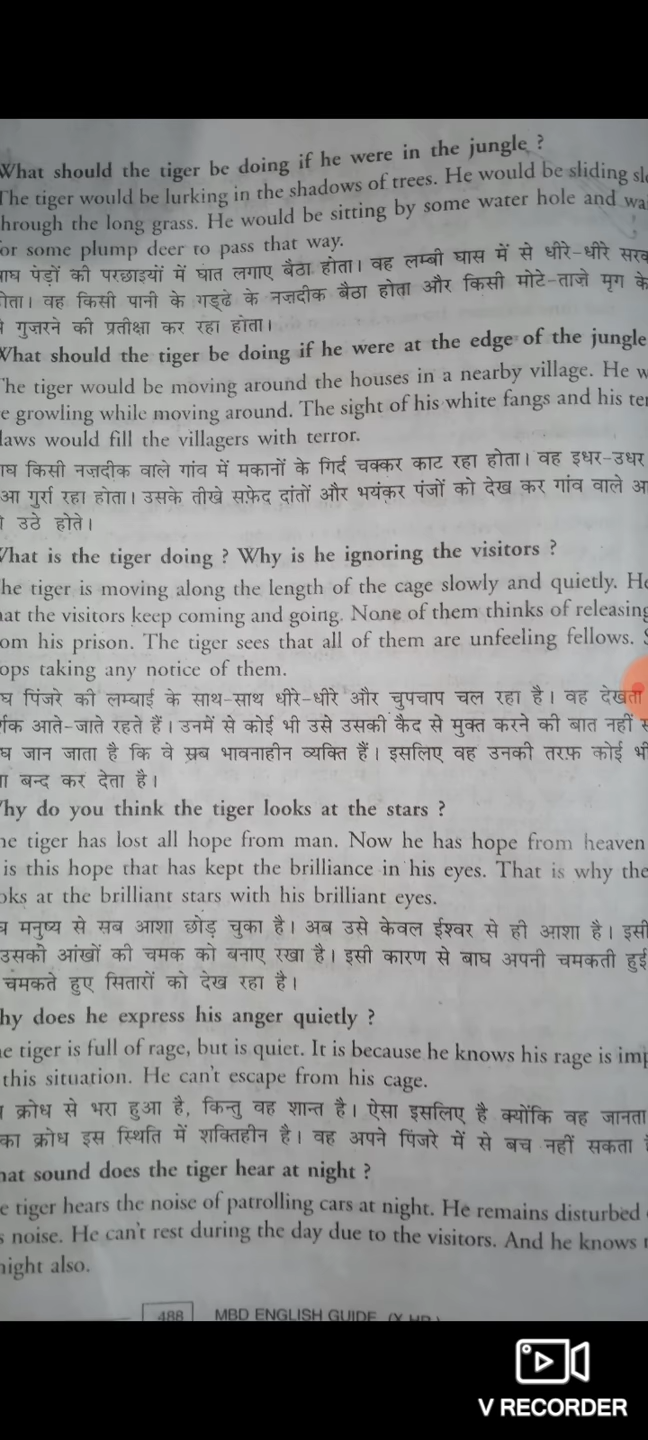 What should the tiger be doing if he were in the jungle ?
The tiger would be lurking in the shadows of trees. He would be sliding
through the long grass. He would be sitting by some water hole and
for some plump deer to pass that way.
पेड़ों की परछाइयों में घात लगाए बैठा होता। वह लम्बी घास में से धीरे-धीरे
होता। वह किसी पानी के गड्ढे के नज़दीक बैठा होता और किसी मोटे-ताज़े मृग के
गुज़रने की प्रतीक्षा कर रहा होता।
What should the tiger be doing if he were at the edge of the jungle
The tiger would be moving around the houses in a nearby village. He
be growling while moving around. The sight of his white fangs and his
claws would fill the villagers with terror.
किसी नज़दीक वाले गांव में मकानों के गिर्द चक्कर काट रहा होता। वह इधर-उधर
गुर्रा रहा होता। उसके तीखे सफ़ेद दांतों और भयंकर पंजों को देख कर गांव वाले
उठे होते।
What is the tiger doing ? Why is he ignoring the visitors ?
The tiger is moving along the length of the cage slowly and quietly. He
that the visitors keep coming and going. None of them thinks of releasing
from his prison. The tiger sees that all of them are unfeeling fellows.
stops taking any notice of them.
पिंजरे की लम्बाई के साथ-साथ धीरे-धीरे और चुपचाप चल रहा है। वह देखता
आते-जाते रहते हैं। उनमें से कोई भी उसे उसकी कैद से मुक्त करने की बात नहीं
जान जाता है कि वे सब भावनाहीन व्यक्ति हैं। इसलिए वह उनकी तरफ़ कोई भी
बन्द कर देता है।
Why do you think the tiger looks at the stars ?
The tiger has lost all hope from man. Now he has hope from heaven
is this hope that has kept the brilliance in his eyes. That is why the
looks at the brilliant stars with his brilliant eyes.
मनुष्य से सब आशा छोड़ चुका है। अब उसे केवल ईश्वर से ही आशा है। इसी
उसकी आंखों की चमक को बनाए रखा है। इसी कारण से बाघ अपनी चमकती हुई
चमकते हुए सितारों को देख रहा है।
Why does he express his anger quietly ?
The tiger is full of rage, but is quiet. It is because he knows his rage is
this situation. He can't escape from his cage.
क्रोध से भरा हुआ है, किन्तु वह शान्त है। ऐसा इसलिए है क्योंकि वह जानता
क्रोध इस स्थिति में शक्तिहीन है। वह अपने पिंजरे में से बच नहीं सकता
What sound does the tiger hear at night ?
The tiger hears the noise of patrolling cars at night. He remains disturbed
noise. He can't rest during the day due to the visitors. And he knows
night also.
488 MBD ENGLISH GUIDE
V RECORDER